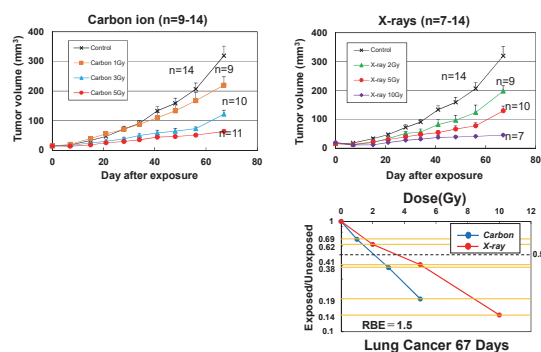 Carbon ion (n=9-14)
Tumor volume (mm³)
400
300
200
100
0
0 20 40 60 80
Day after exposure
Control
Carbon 1Gy
Carbon 3Gy
Carbon 5Gy
n=14
n=9
n=10
n=11
X-rays (n=7-14)
Tumor volume (mm³)
400
300
200
100
0
0 20 40 60 80
Day after exposure
Control
X-ray 2Gy
X-ray 5Gy
X-ray 10Gy
n=14
n=9
n=10
n=7
Dose(Gy)
0 2 4 6 8 10 12
Exposed/Unexposed
1
0.69
0.62
0.41
0.38
0.19
0.14
0.1
Carbon
X-ray
RBE=1.5
Lung Cancer 67 Days